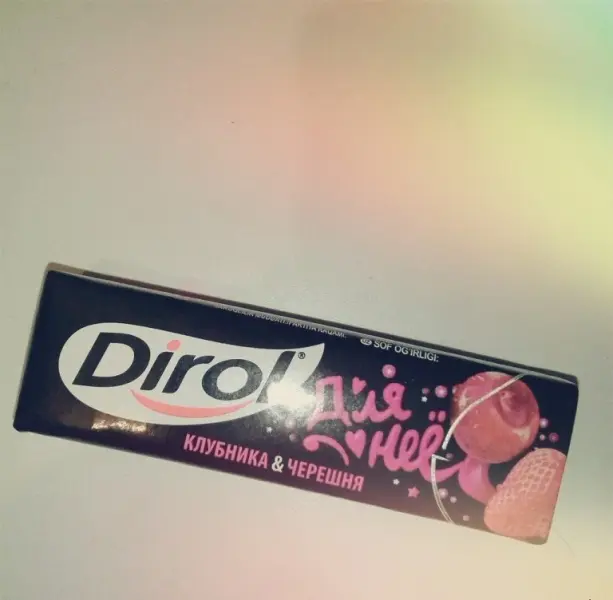 SOF OG'IRLIGI:
Dirol®
Для
неё
КЛУБНИКА & ЧЕРЕШНЯ